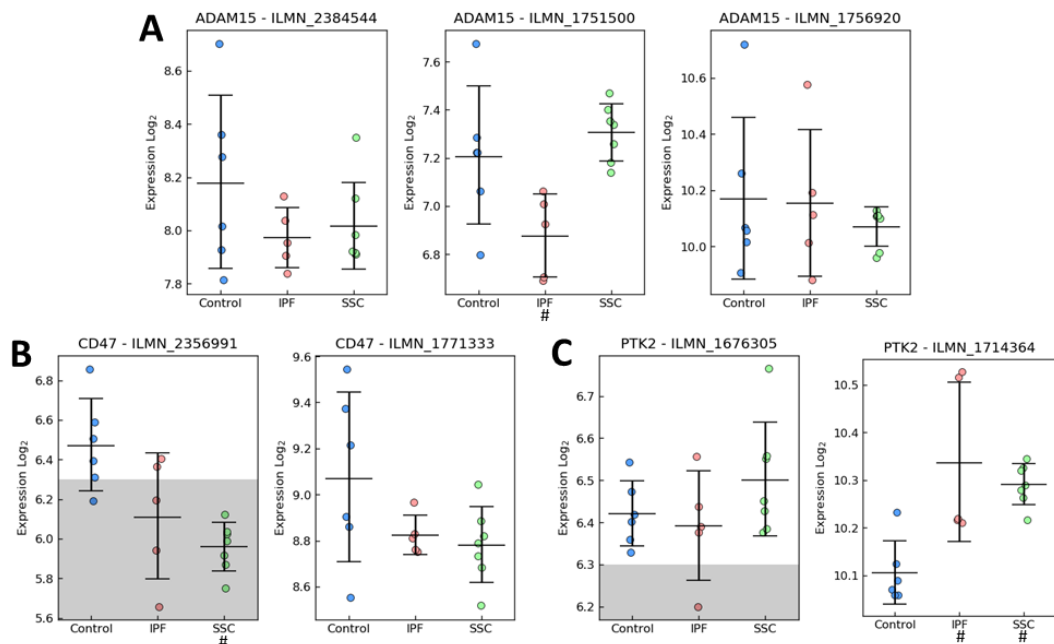 A
ADAM15 - ILMN_2384544
Expression Log2
8.6
8.4
8.2
8.0
7.8
Control IPF SSC
ADAM15 - ILMN_1751500
Expression Log2
7.6
7.4
7.2
7.0
6.8
Control IPF SSC
#
ADAM15 - ILMN_1756920
Expression Log2
10.6
10.4
10.2
10.0
Control IPF SSC
B
CD47 - ILMN_2356991
Expression Log2
6.8
6.6
6.4
6.2
6.0
5.8
5.6
Control IPF SSC
#
CD47 - ILMN_1771333
Expression Log2
9.6
9.4
9.2
9.0
8.8
8.6
Control IPF SSC
C
PTK2 - ILMN_1676305
Expression Log2
6.7
6.6
6.5
6.4
6.3
6.2
Control IPF SSC
PTK2 - ILMN_1714364
Expression Log2
10.5
10.4
10.3
10.2
10.1
Control IPF SSC
# #